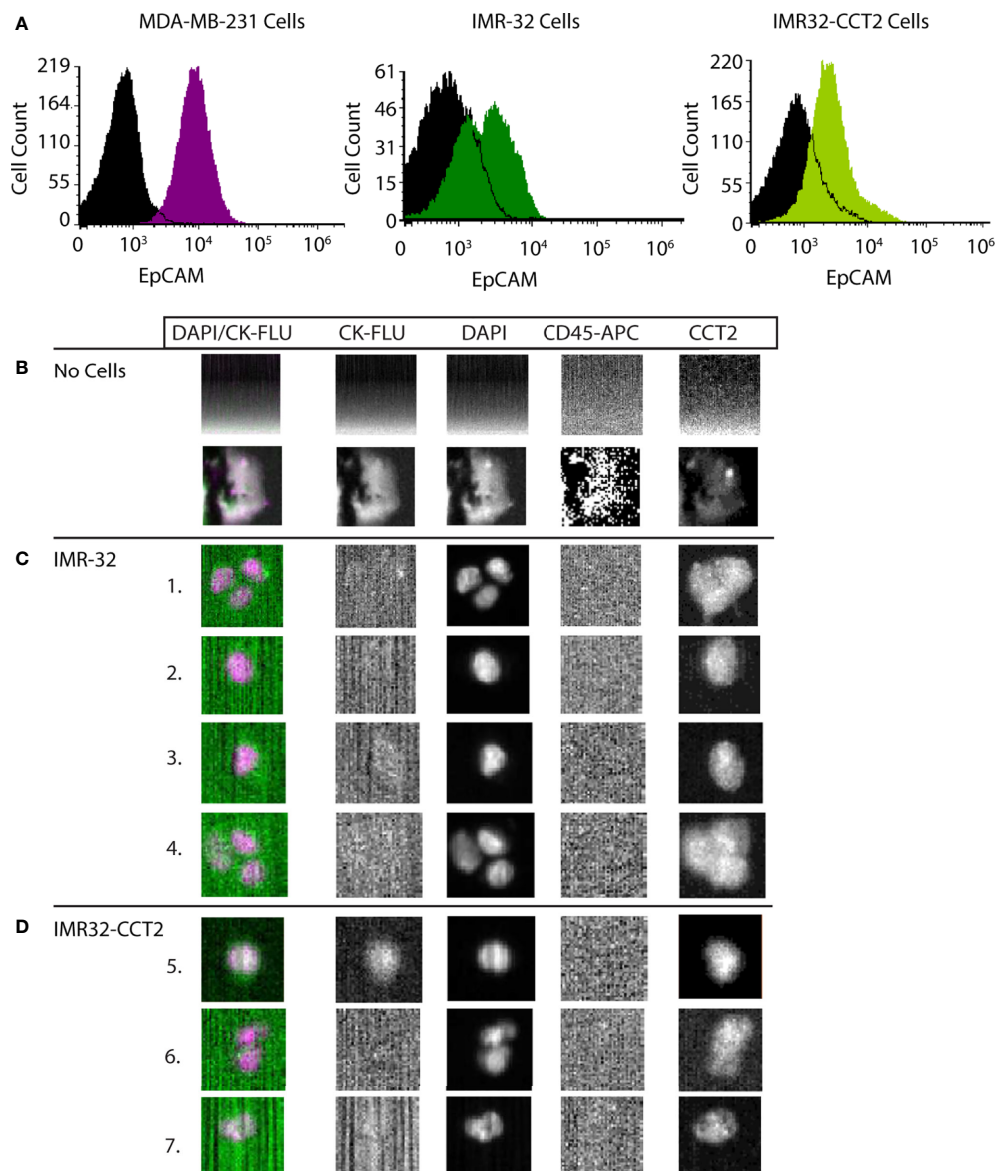 A
MDA-MB-231 Cells
IMR-32 Cells
IMR32-CCT2 Cells
Cell Count
219
164
110
55
0
0 10³ 10⁴ 10⁵ 10⁶
EpCAM
Cell Count
61
46
31
15
0
0 10³ 10⁴ 10⁵ 10⁶
EpCAM
Cell Count
220
165
110
55
0
0 10³ 10⁴ 10⁵ 10⁶
EpCAM
DAPI/CK-FLU CK-FLU DAPI CD45-APC CCT2
B No Cells
C IMR-32
1.
2.
3.
4.
D IMR32-CCT2
5.
6.
7.